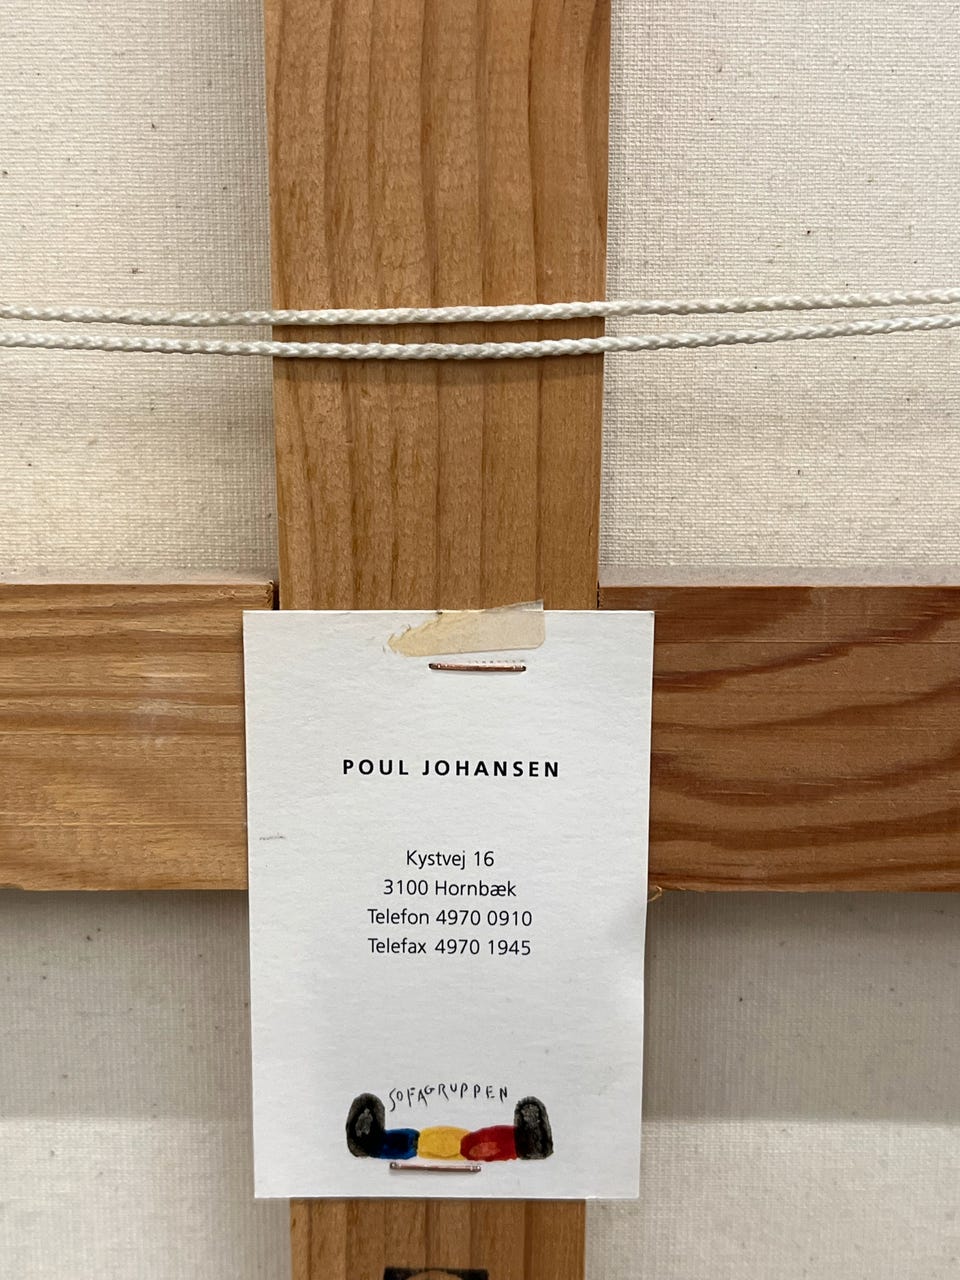 POUL JOHANSEN
Kystvej 16
3100 Hornbæk
Telefon 4970 0910
Telefax 4970 1945
SOFAGRUPPEN